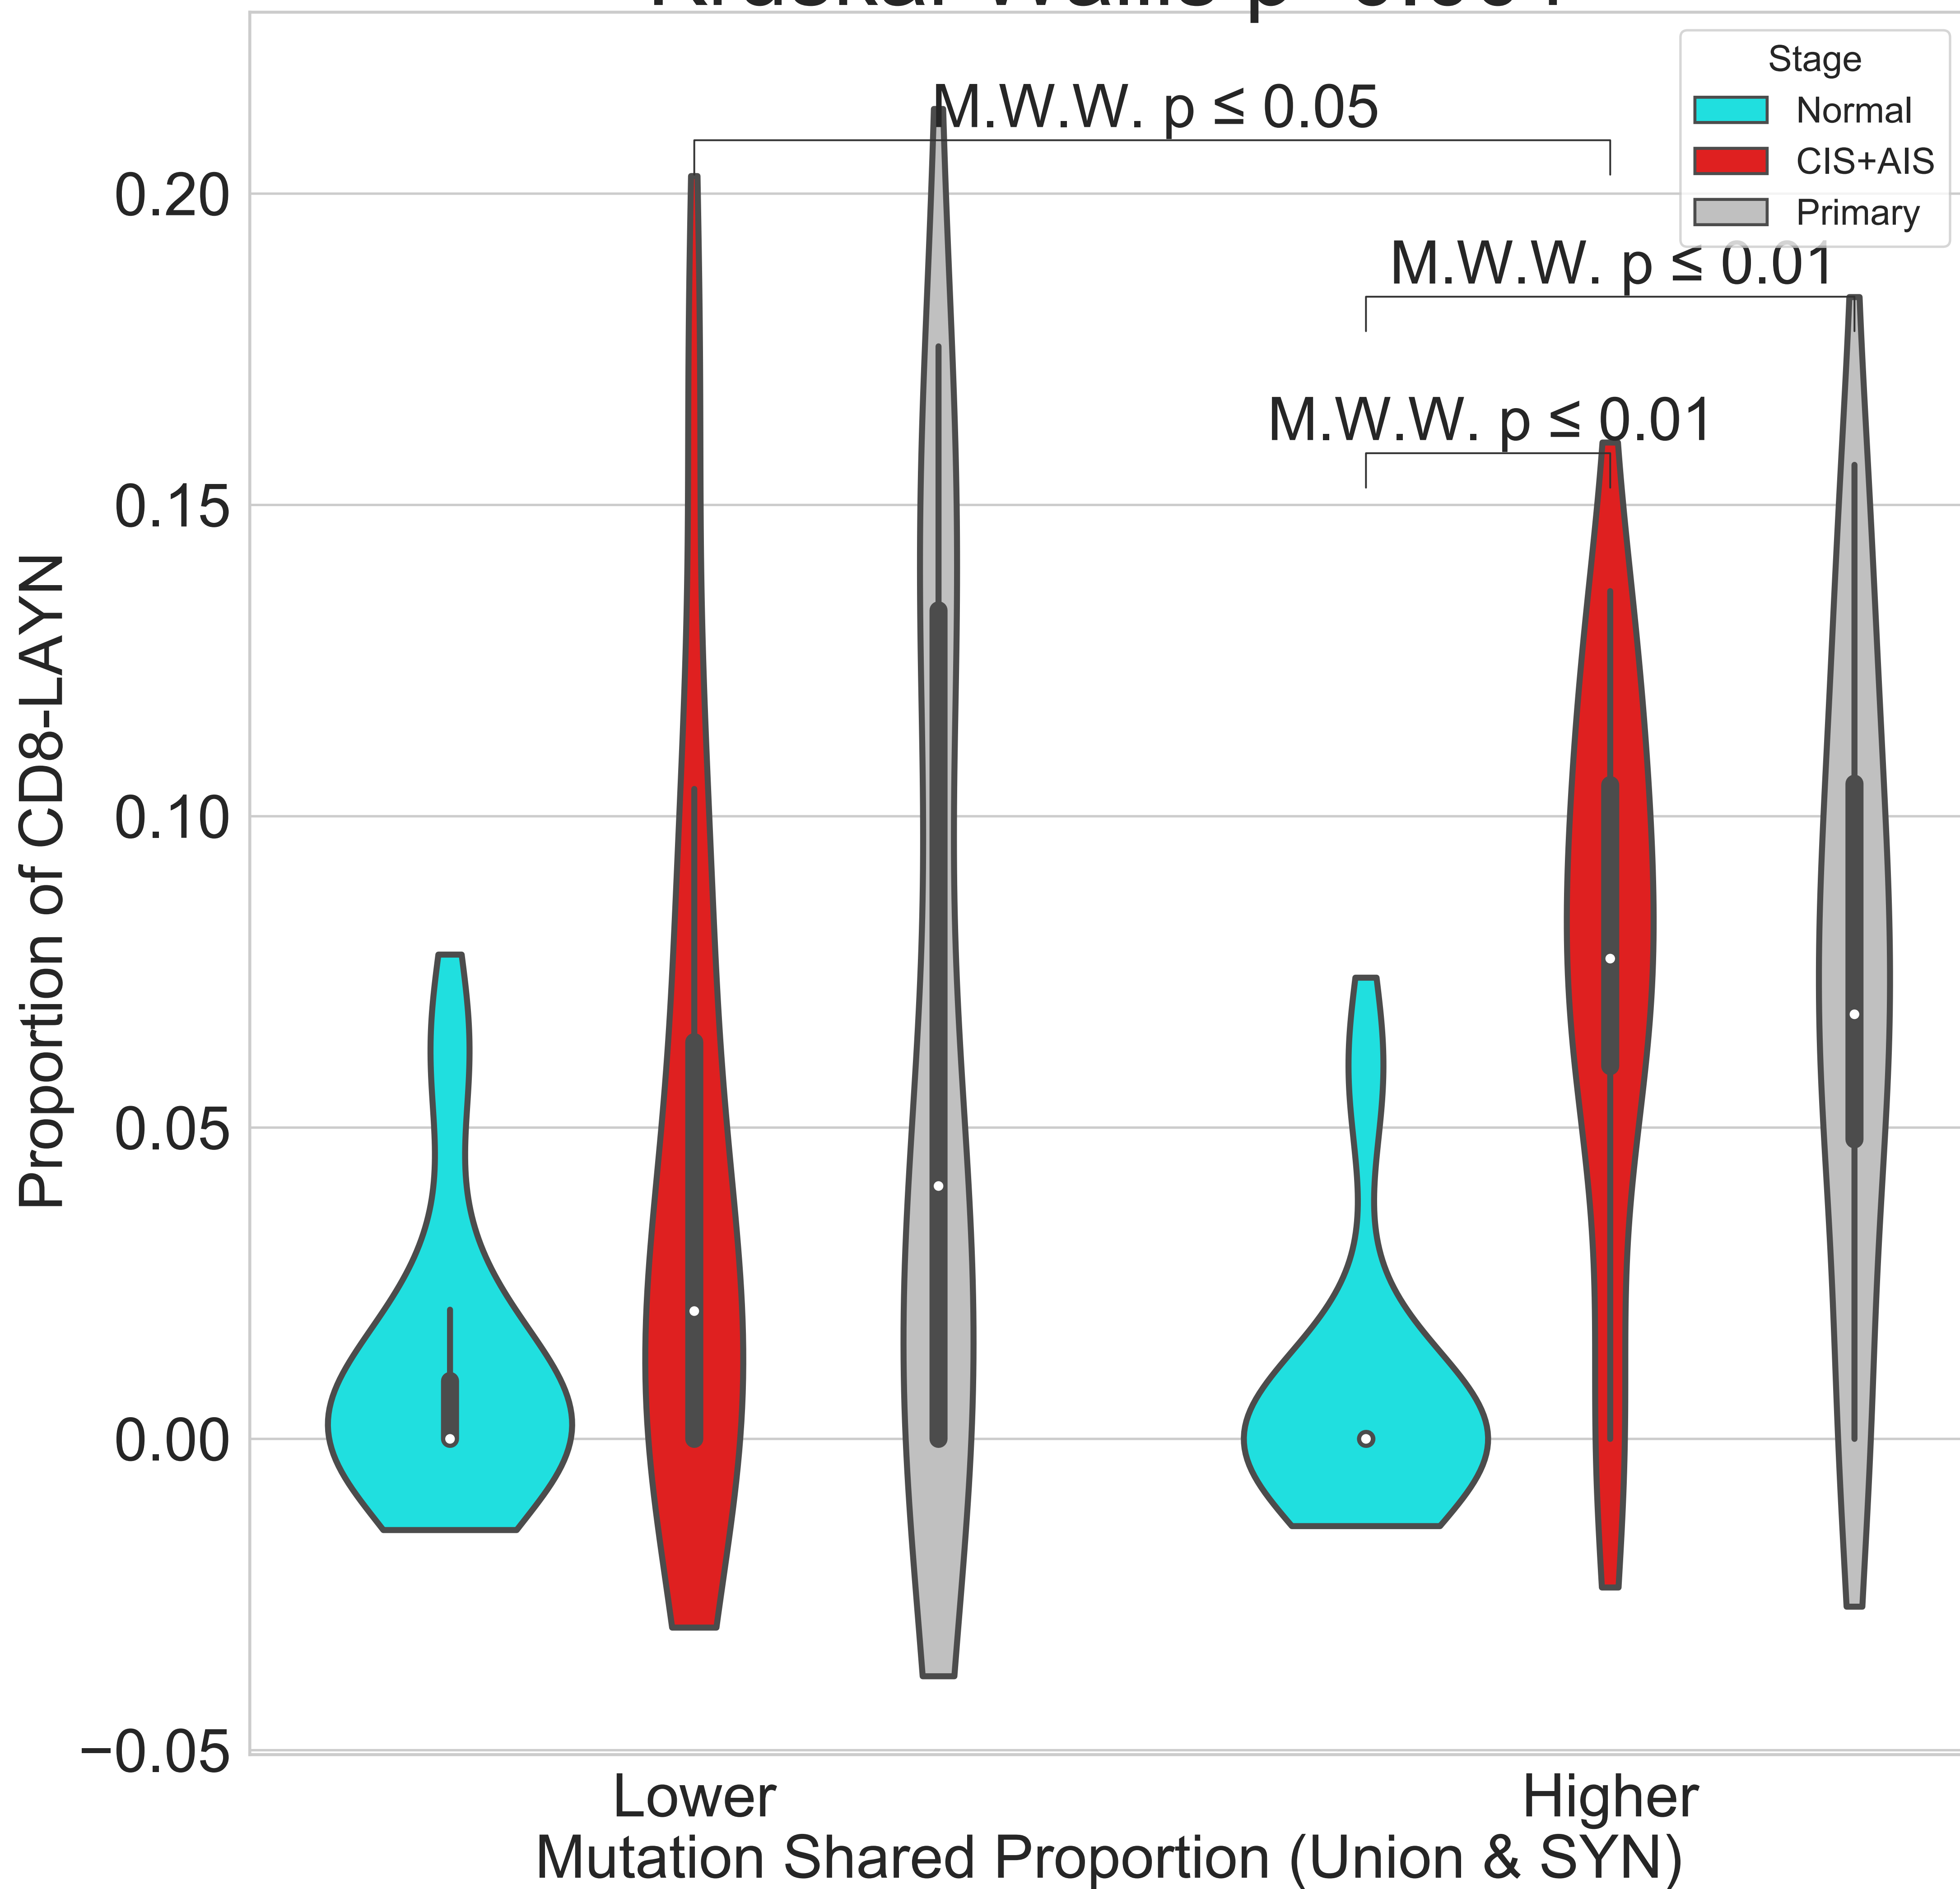 Stage
Normal
CIS+AIS
Primary
M.W.W. p ≤ 0.05
M.W.W. p ≤ 0.01
M.W.W. p ≤ 0.01
Proportion of CD8-LAYN
0.20
0.15
0.10
0.05
0.00
−0.05
Lower
Higher
Mutation Shared Proportion (Union & SYN)